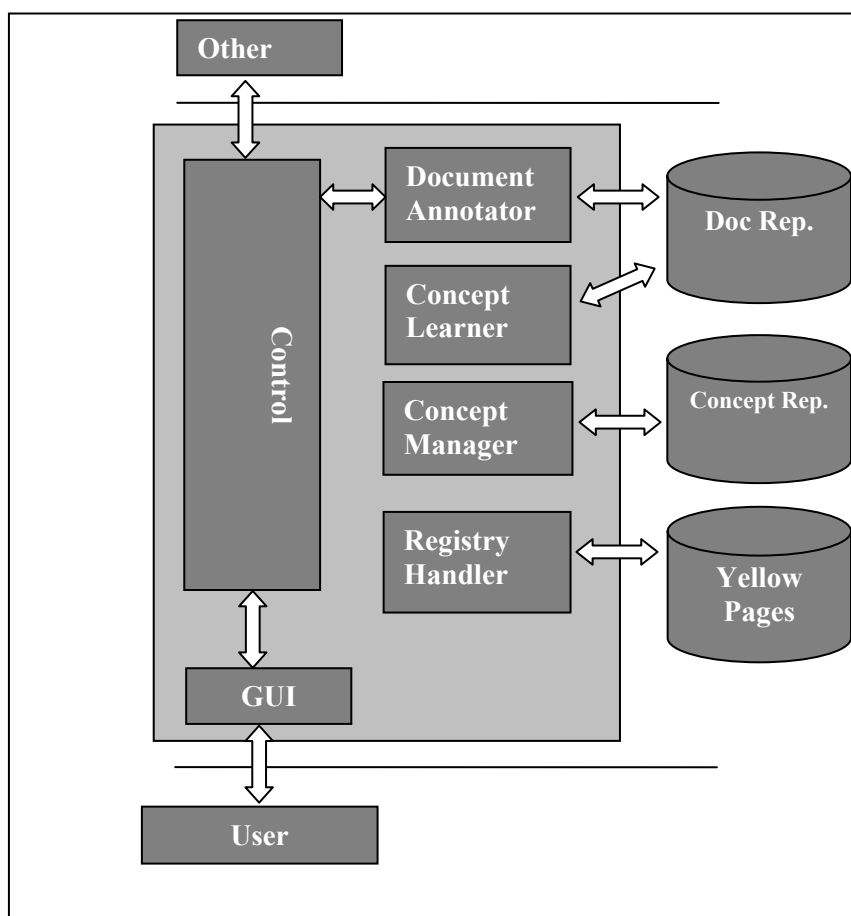 Other
Document
Annotator
Doc Rep.
Concept
Learner
Control
Concept Rep.
Concept
Manager
Registry
Handler
Yellow
Pages
GUI
User